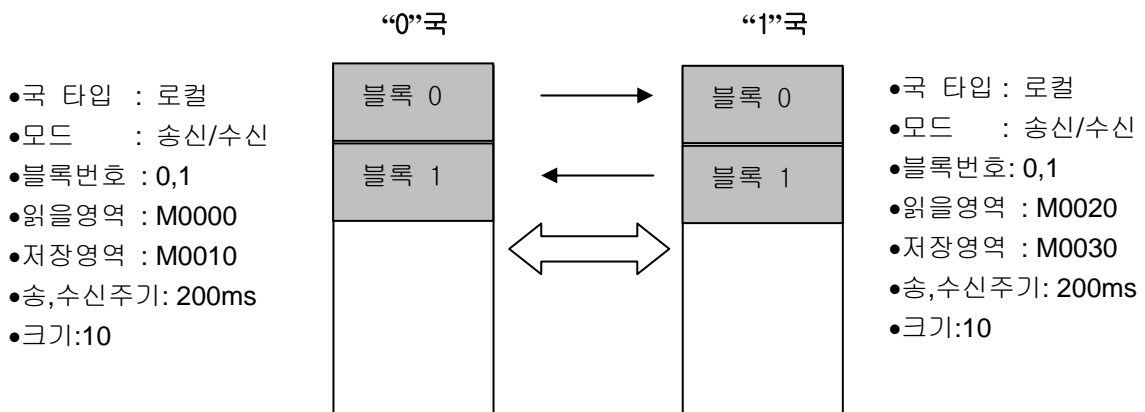 “0”국
“1”국
•국 타입 : 로컬
•모드 : 송신/수신
•블록번호 : 0,1
•읽을영역 : M0000
•저장영역 : M0010
•송,수신주기: 200ms
•크기:10
블록 0
블록 1
블록 0
블록 1
•국 타입 : 로컬
•모드 : 송신/수신
•블록번호: 0,1
•읽을영역 : M0020
•저장영역 : M0030
•송,수신주기: 200ms
•크기:10